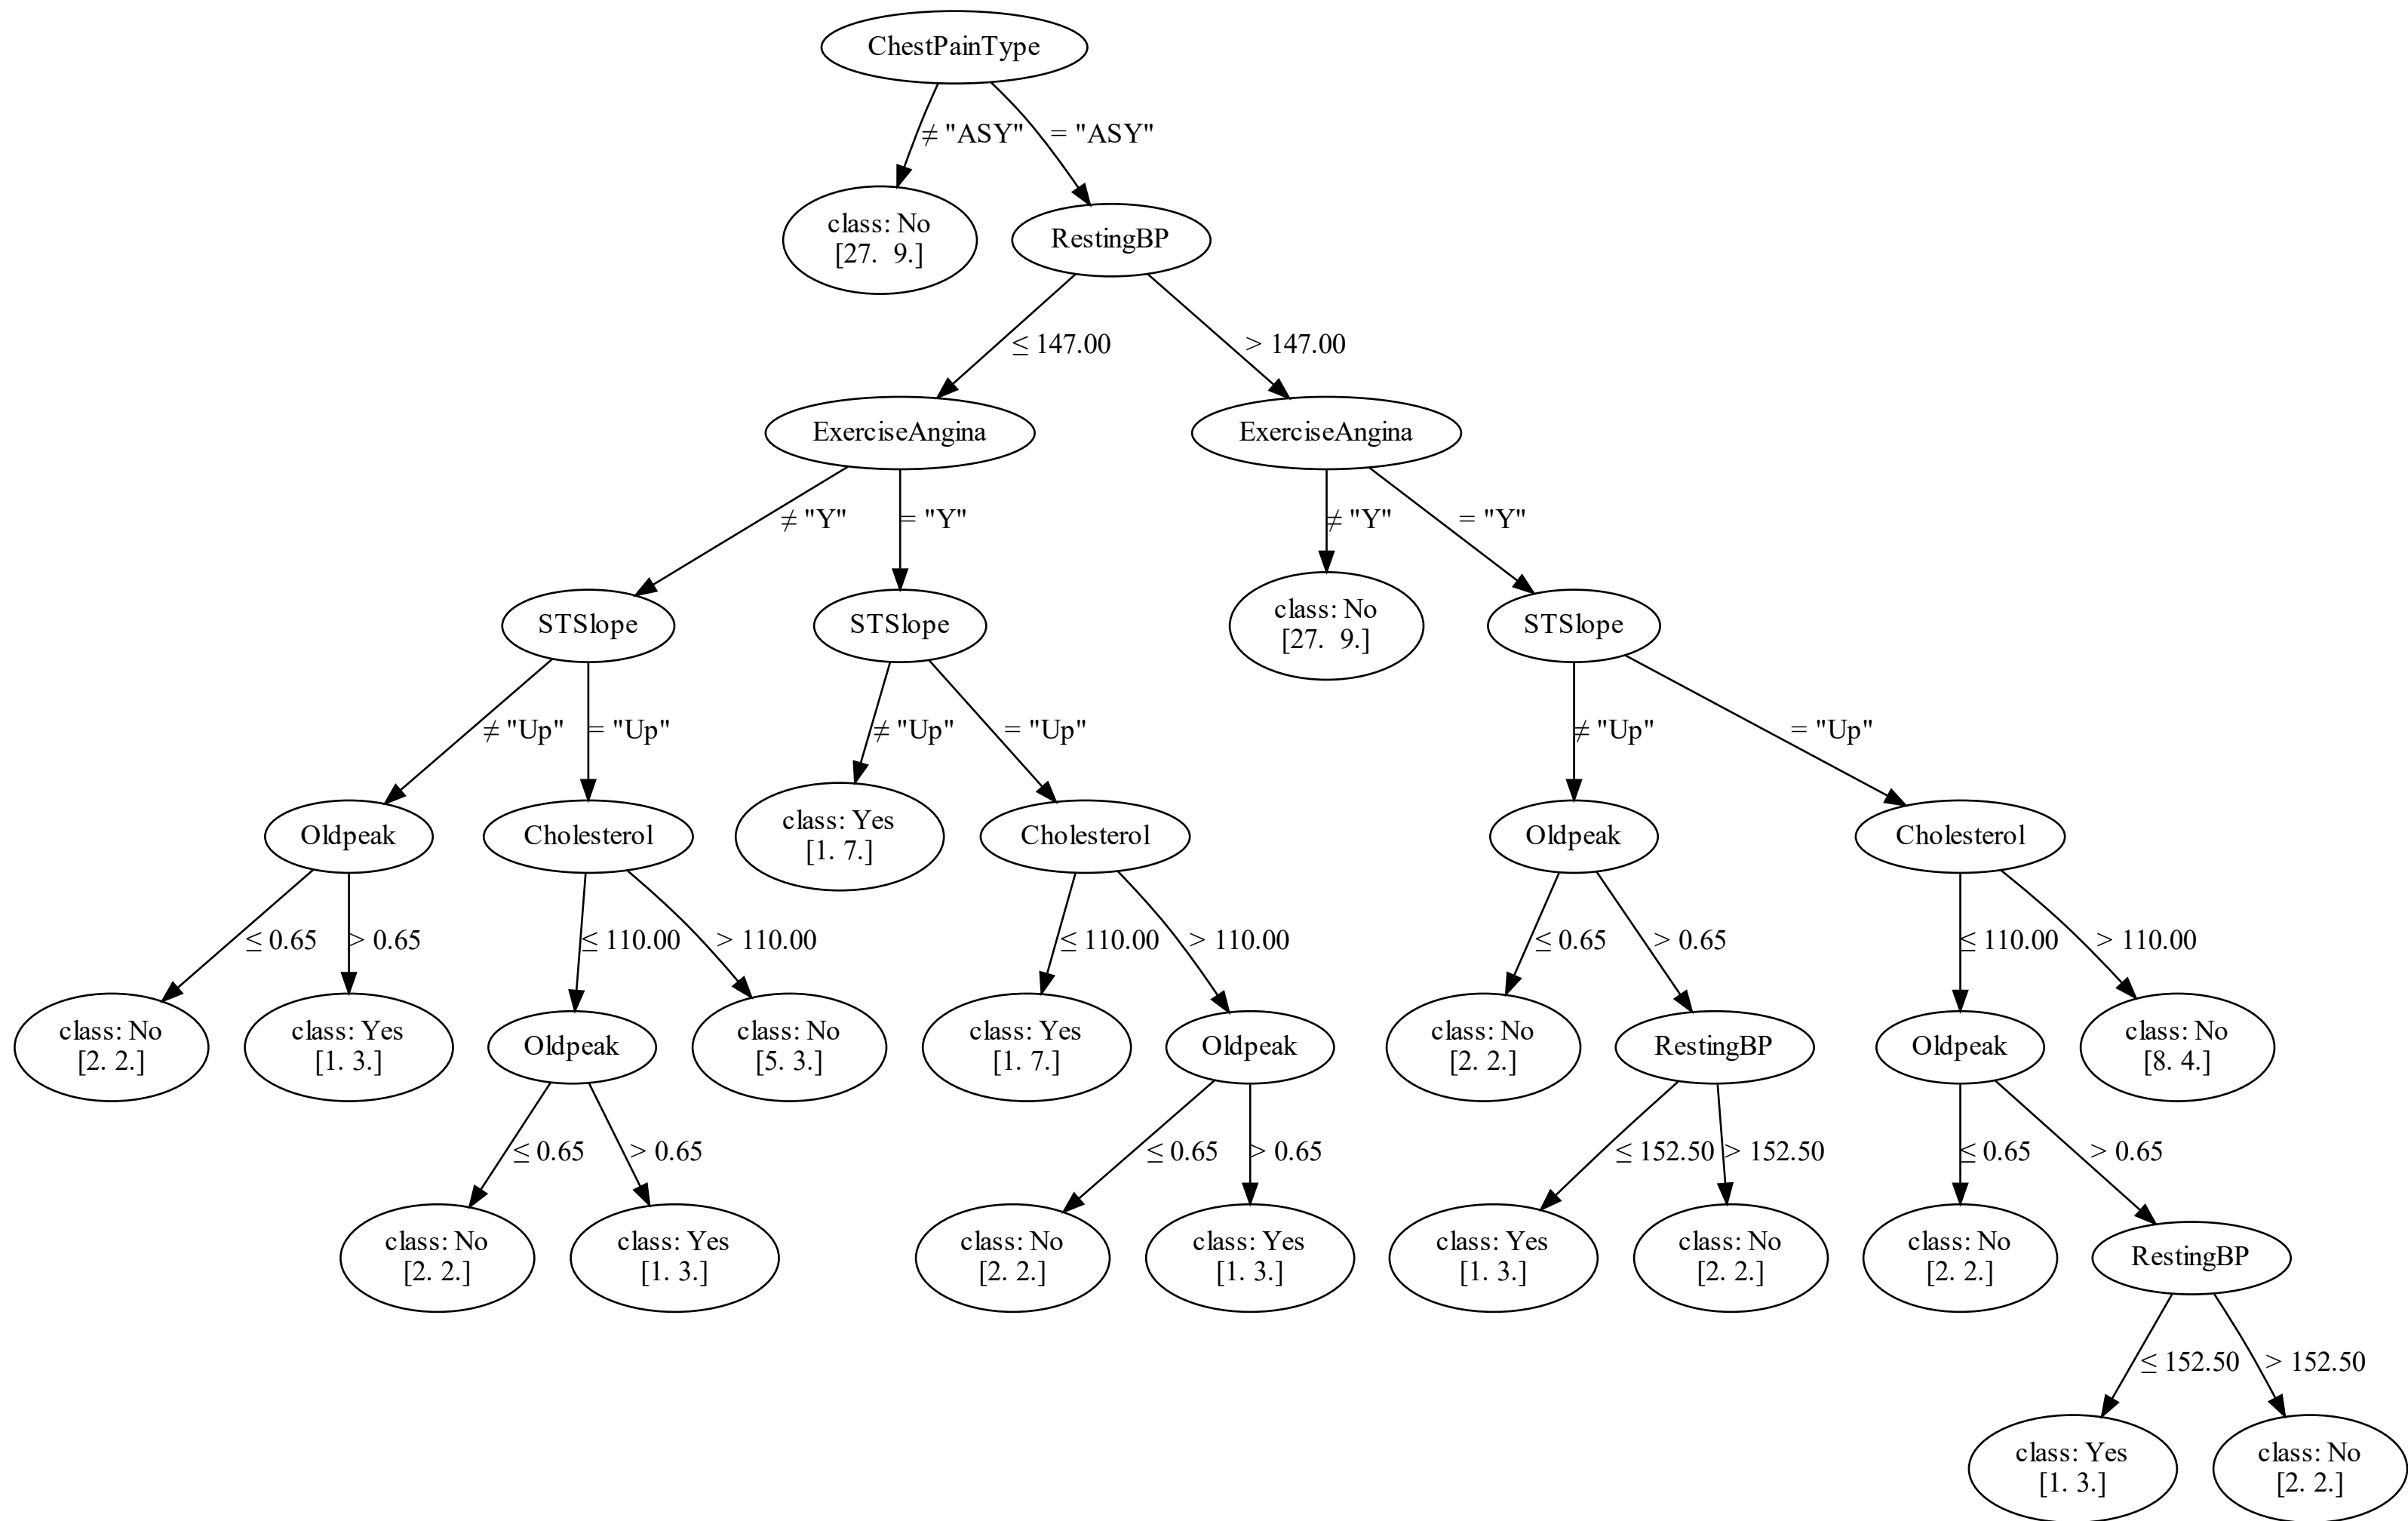 ChestPainType
≠ "ASY"
= "ASY"
class: No
[27.  9.]
RestingBP
≤ 147.00
> 147.00
ExerciseAngina
ExerciseAngina
≠ "Y"
= "Y"
≠ "Y"
= "Y"
STSlope
STSlope
class: No
[27.  9.]
STSlope
≠ "Up"
= "Up"
≠ "Up"
= "Up"
≠ "Up"
= "Up"
Oldpeak
Cholesterol
class: Yes
[1. 7.]
Cholesterol
Oldpeak
Cholesterol
≤ 0.65
> 0.65
≤ 110.00
> 110.00
≤ 110.00
> 110.00
≤ 0.65
> 0.65
≤ 110.00
> 110.00
class: No
[2. 2.]
class: Yes
[1. 3.]
Oldpeak
class: No
[5. 3.]
class: Yes
[1. 7.]
Oldpeak
class: No
[2. 2.]
RestingBP
Oldpeak
class: No
[8. 4.]
≤ 0.65
> 0.65
≤ 0.65
> 0.65
≤ 152.50
> 152.50
≤ 0.65
> 0.65
class: No
[2. 2.]
class: Yes
[1. 3.]
class: No
[2. 2.]
class: Yes
[1. 3.]
class: Yes
[1. 3.]
class: No
[2. 2.]
class: No
[2. 2.]
RestingBP
≤ 152.50
> 152.50
class: Yes
[1. 3.]
class: No
[2. 2.]